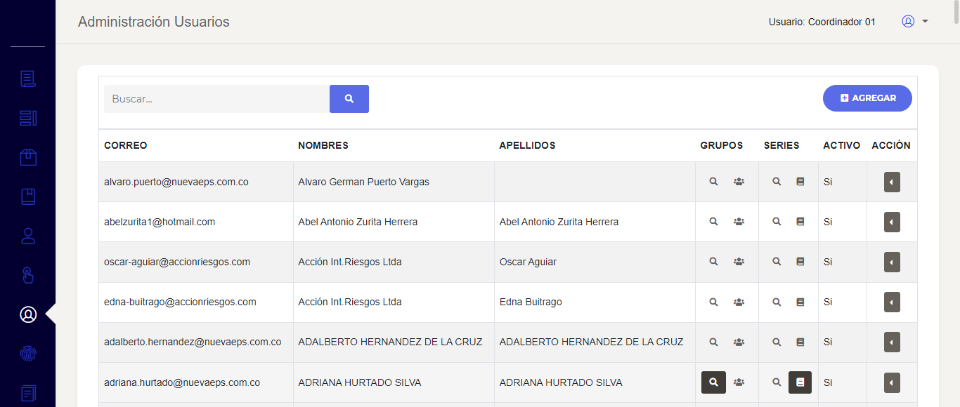 Administración Usuarios
Usuario: Coordinador 01
Buscar...
AGREGAR
CORREO NOMBRES APELLIDOS GRUPOS SERIES ACTIVO ACCIÓN
alvaro.puerto@nuevaeps.com.co Alvaro German Puerto Vargas Si
abelzurita1@hotmail.com Abel Antonio Zurita Herrera Abel Antonio Zurita Herrera Si
oscar-aguiar@accionriesgos.com Acción Int.Riesgos Ltda Oscar Aguiar Si
edna-buitrago@accionriesgos.com Acción Int.Riesgos Ltda Edna Buitrago Si
adalberto.hernandez@nuevaeps.com.co ADALBERTO HERNANDEZ DE LA CRUZ ADALBERTO HERNANDEZ DE LA CRUZ Si
adriana.hurtado@nuevaeps.com.co ADRIANA HURTADO SILVA ADRIANA HURTADO SILVA Si